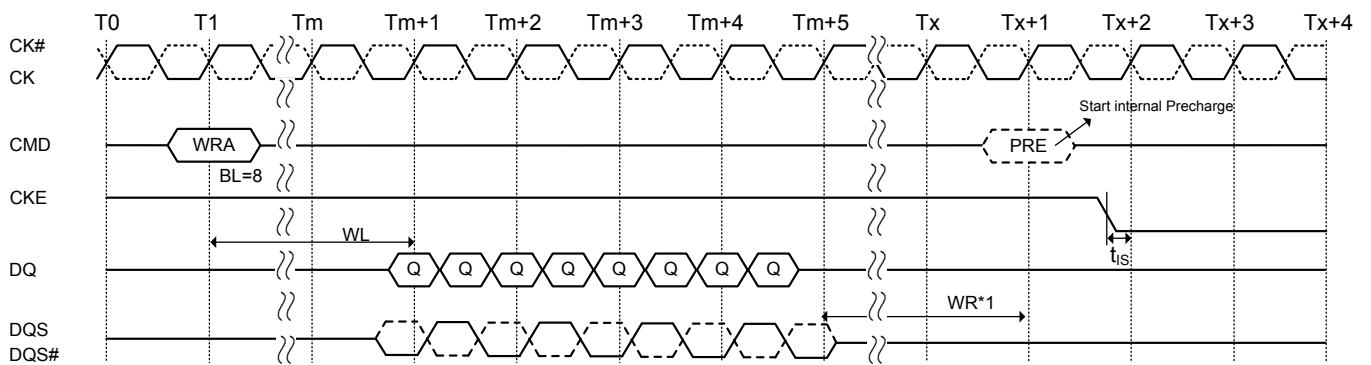 T0 T1 Tm Tm+1 Tm+2 Tm+3 Tm+4 Tm+5 Tx Tx+1 Tx+2 Tx+3 Tx+4
CK#
CK
Start internal Precharge
CMD WRA PRE
BL=8
CKE
WL
tIS
DQ Q Q Q Q Q Q Q Q
WR*1
DQS
DQS#